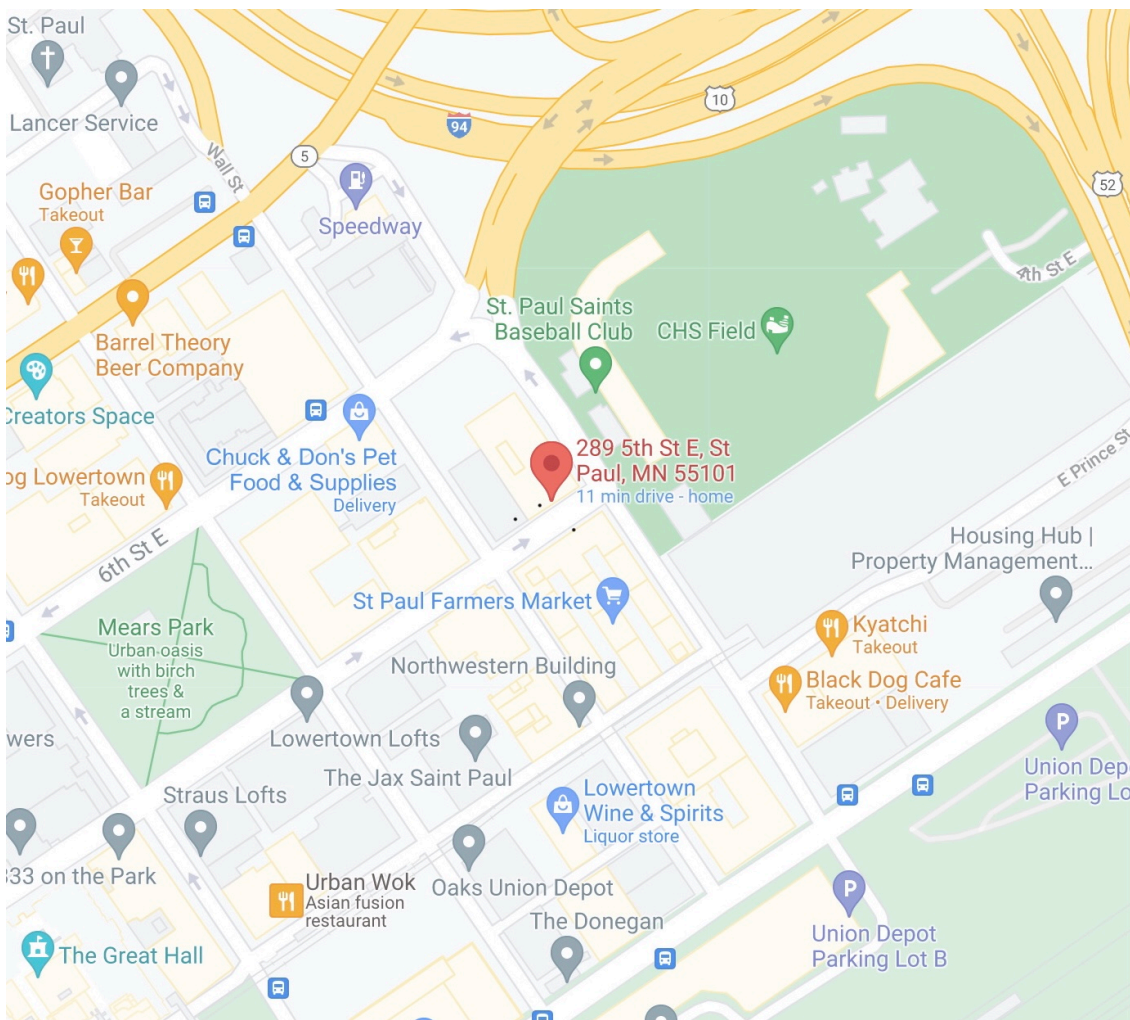 St. Paul
Lancer Service
10
94
Wall St
5
52
Gopher Bar
Takeout
Speedway
4th St E
St. Paul Saints
Baseball Club
CHS Field
Barrel Theory
Beer Company
Creators Space
289 5th St E, St
Paul, MN 55101
11 min drive - home
Chuck & Don's Pet
Food & Supplies
Delivery
og Lowertown
Takeout
E Prince St
6th St E
Housing Hub |
Property Management...
St Paul Farmers Market
Mears Park
Urban oasis
with birch
trees &
a stream
Kyatchi
Takeout
Northwestern Building
Black Dog Cafe
Takeout • Delivery
wers
Lowertown Lofts
The Jax Saint Paul
P
Union Dep
Parking Lo
Straus Lofts
Lowertown
Wine & Spirits
Liquor store
333 on the Park
Urban Wok
Asian fusion
restaurant
Oaks Union Depot
P
The Donegan
Union Depot
Parking Lot B
The Great Hall